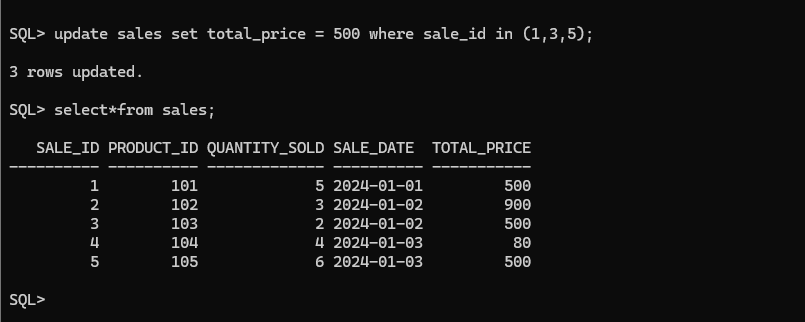 SQL> update sales set total_price = 500 where sale_id in (1,3,5);
3 rows updated.
SQL> select*from sales;
   SALE_ID PRODUCT_ID QUANTITY_SOLD SALE_DATE  TOTAL_PRICE
---------- ---------- ------------- ---------- -----------
         1        101             5 2024-01-01         500
         2        102             3 2024-01-02         900
         3        103             2 2024-01-02         500
         4        104             4 2024-01-03          80
         5        105             6 2024-01-03         500
SQL>